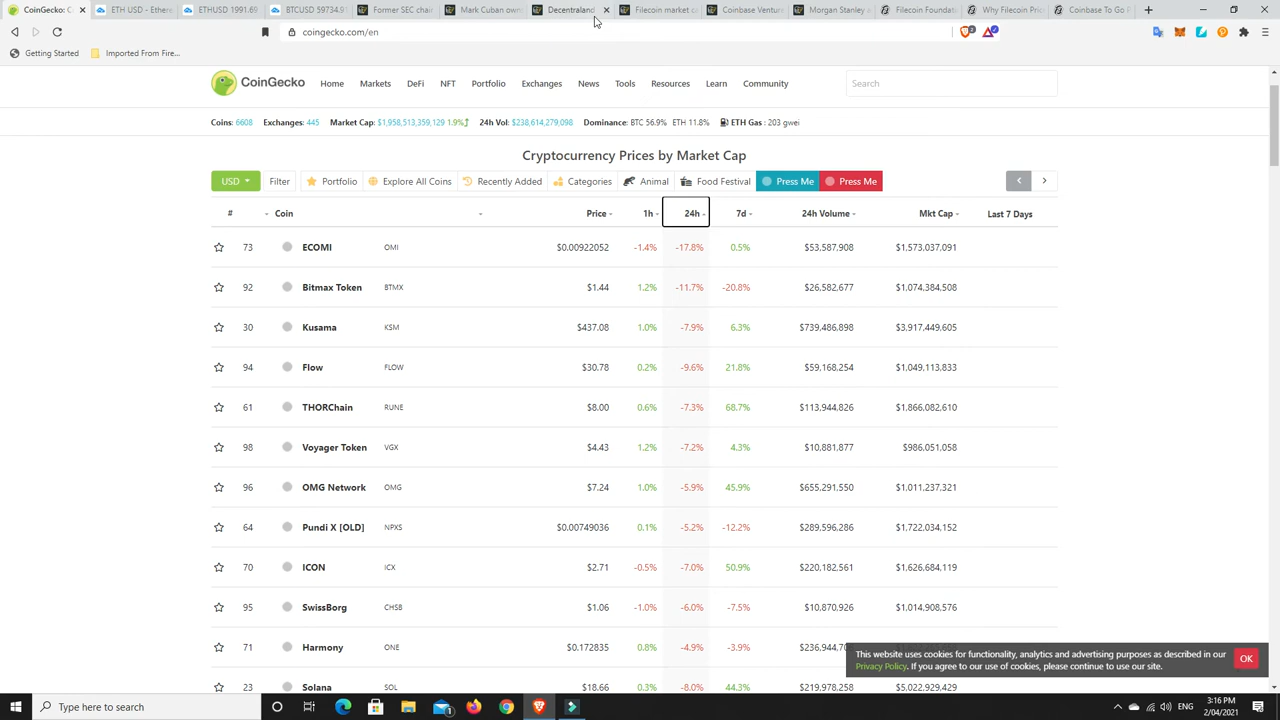 CoinGecko: C
ETH USD - Ethere
ETHUSD 1991.69
BTCUSD 59734.9
Former SEC chair
Mark Cuban own
Decentraland
Filecoin market ca
Coinbase Ventur
Morgan Stanley a
Filecoin Foundat
Why Filecoin Pric
Coinbase To Go P
coingecko.com/en
Getting Started
Imported From Fire...
CoinGecko
Home
Markets
DeFi
NFT
Portfolio
Exchanges
News
Tools
Resources
Learn
Community
Search
Coins: 6608 Exchanges: 445 Market Cap: $1,958,513,359,129 1.9% 24h Vol: $238,614,279,098 Dominance: BTC 56.9% ETH 11.8% ETH Gas : 203 gwei
Cryptocurrency Prices by Market Cap
USD Filter Portfolio Explore All Coins Recently Added Categories Animal Food Festival Press Me Press Me
# Coin Price 1h 24h 7d 24h Volume Mkt Cap Last 7 Days
73 ECOMI OMI $0.00922052 -1.4% -17.8% 0.5% $53,587,908 $1,573,037,091
92 Bitmax Token BTMX $1.44 1.2% -11.7% -20.8% $26,582,677 $1,074,384,508
30 Kusama KSM $437.08 1.0% -7.9% 6.3% $739,486,898 $3,917,449,605
94 Flow FLOW $30.78 0.2% -9.6% 21.8% $59,168,254 $1,049,113,833
61 THORChain RUNE $8.00 0.6% -7.3% 68.7% $113,944,826 $1,866,082,610
98 Voyager Token VGX $4.43 1.2% -7.2% 4.3% $10,881,877 $986,051,058
96 OMG Network OMG $7.24 1.0% -5.9% 45.9% $655,291,550 $1,011,237,321
64 Pundi X [OLD] NPXS $0.00749036 0.1% -5.2% -12.2% $289,596,286 $1,722,034,152
70 ICON ICX $2.71 -0.5% -7.0% 50.9% $220,182,561 $1,626,684,119
95 SwissBorg CHSB $1.06 -1.0% -6.0% -7.5% $10,870,926 $1,014,908,576
71 Harmony ONE $0.172835 0.8% -4.9% -3.9% $236,944,70
23 Solana SOL $18.66 0.3% -8.0% 44.3% $219,978,258 $5,022,929,429
This website uses cookies for functionality, analytics and advertising purposes as described in our
Privacy Policy. If you agree to our use of cookies, please continue to use our site.
OK
Type here to search
ENG
3:16 PM
2/04/2021